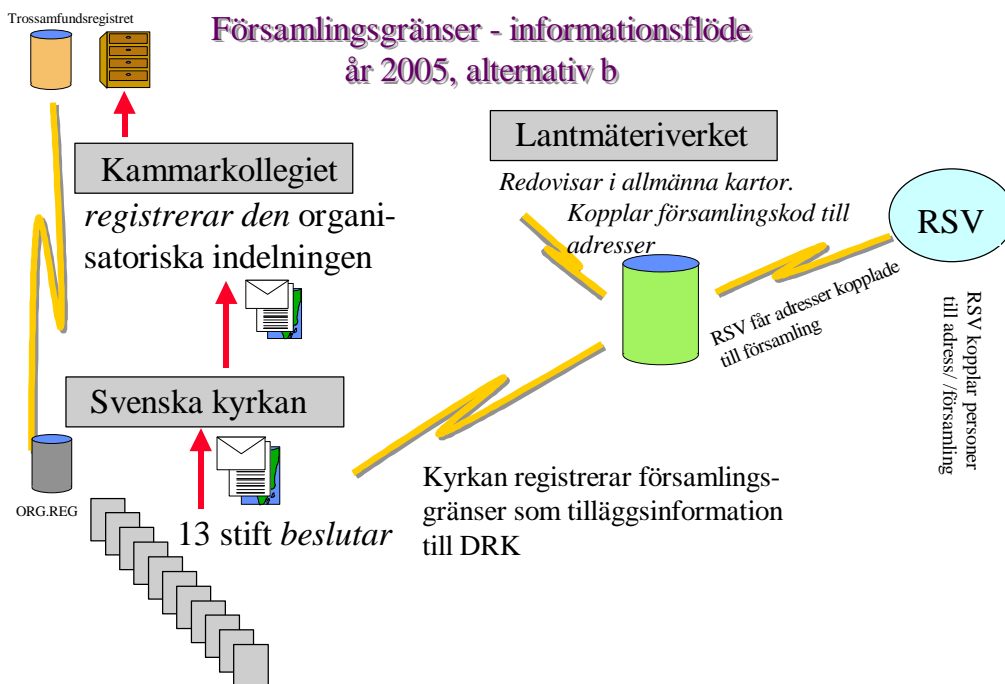 Trossamfundsregistret
Församlingsgränser - informationsflöde
år 2005, alternativ b
Kammarkollegiet
registrerar den organi-
satoriska indelningen
Lantmäteriverket
Redovisar i allmänna kartor.
Kopplar församlingskod till
adresser
RSV
RSV får adresser kopplade
till församling
RSV kopplar personer
till adress/ /församling
Svenska kyrkan
ORG.REG
13 stift beslutar
Kyrkan registrerar församlings-
gränser som tilläggsinformation
till DRK